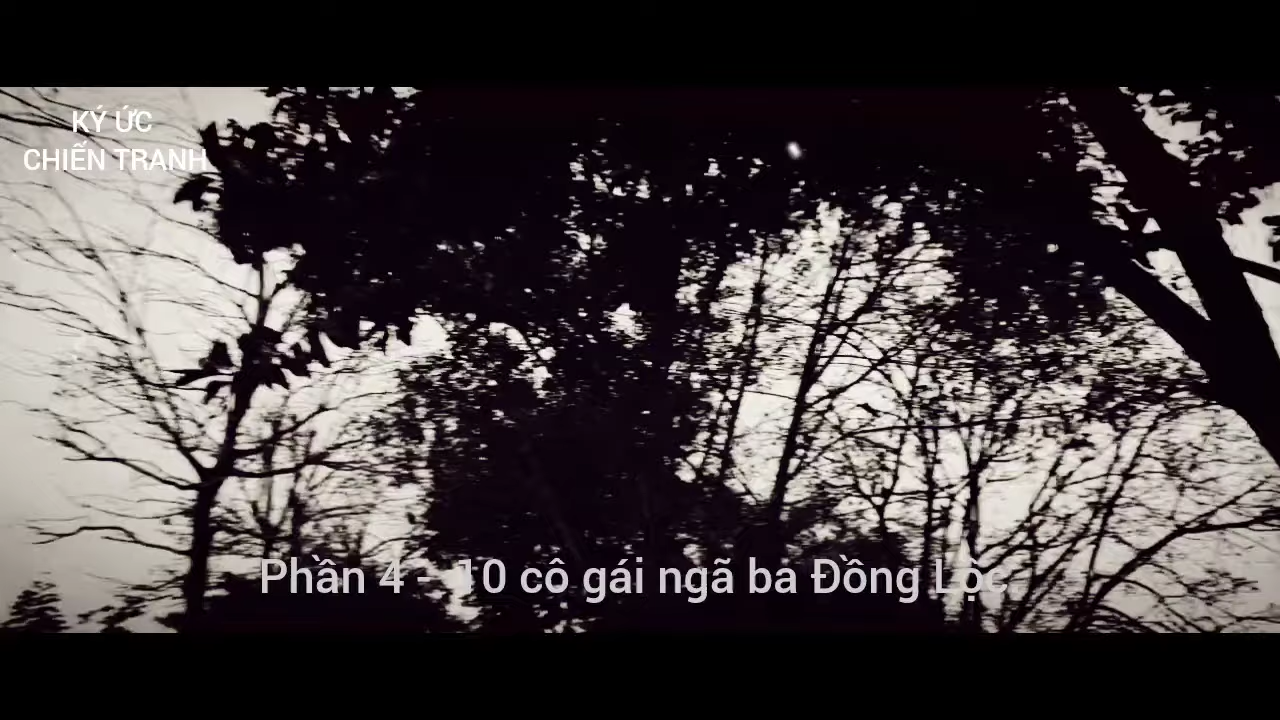 KÝ ỨC
CHIẾN TRANH
Phần 4 - 10 cô gái ngã ba Đồng Lộc